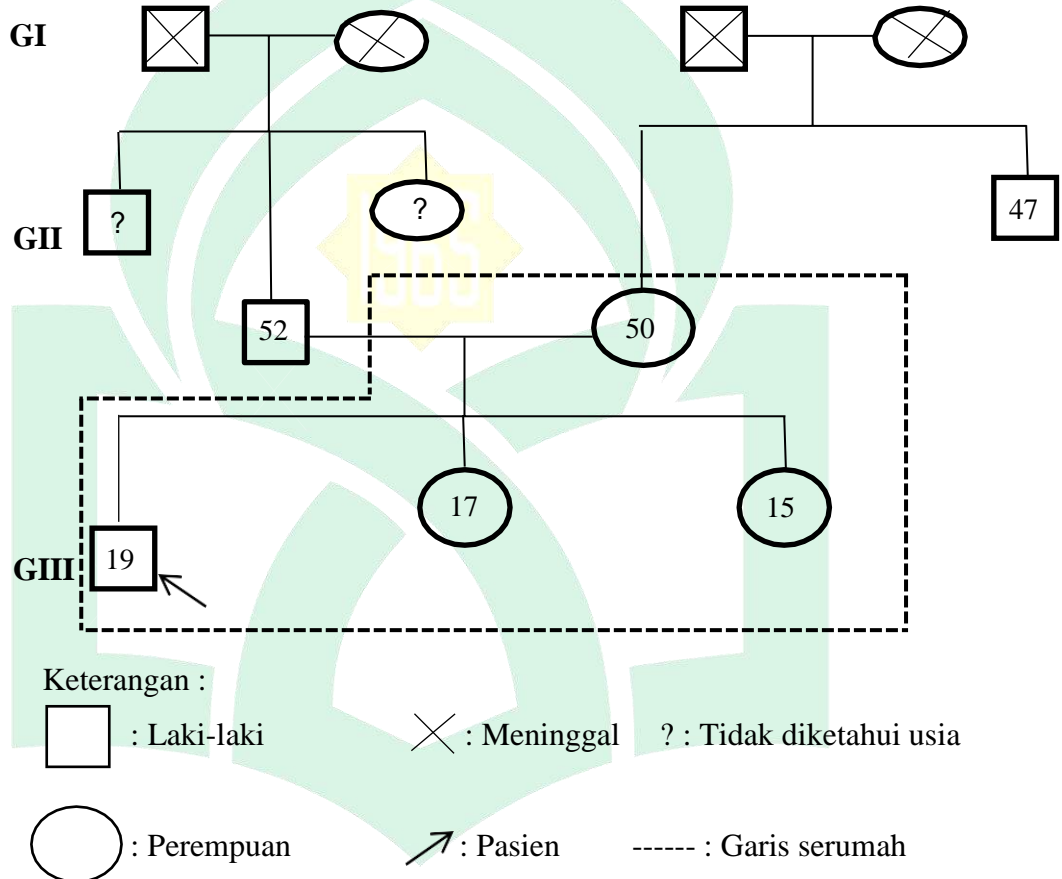 GI
? ?
47
GII
52 50
17 15
19
GIII
Keterangan :
: Laki-laki : Meninggal ? : Tidak diketahui usia
: Perempuan : Pasien ------ : Garis serumah